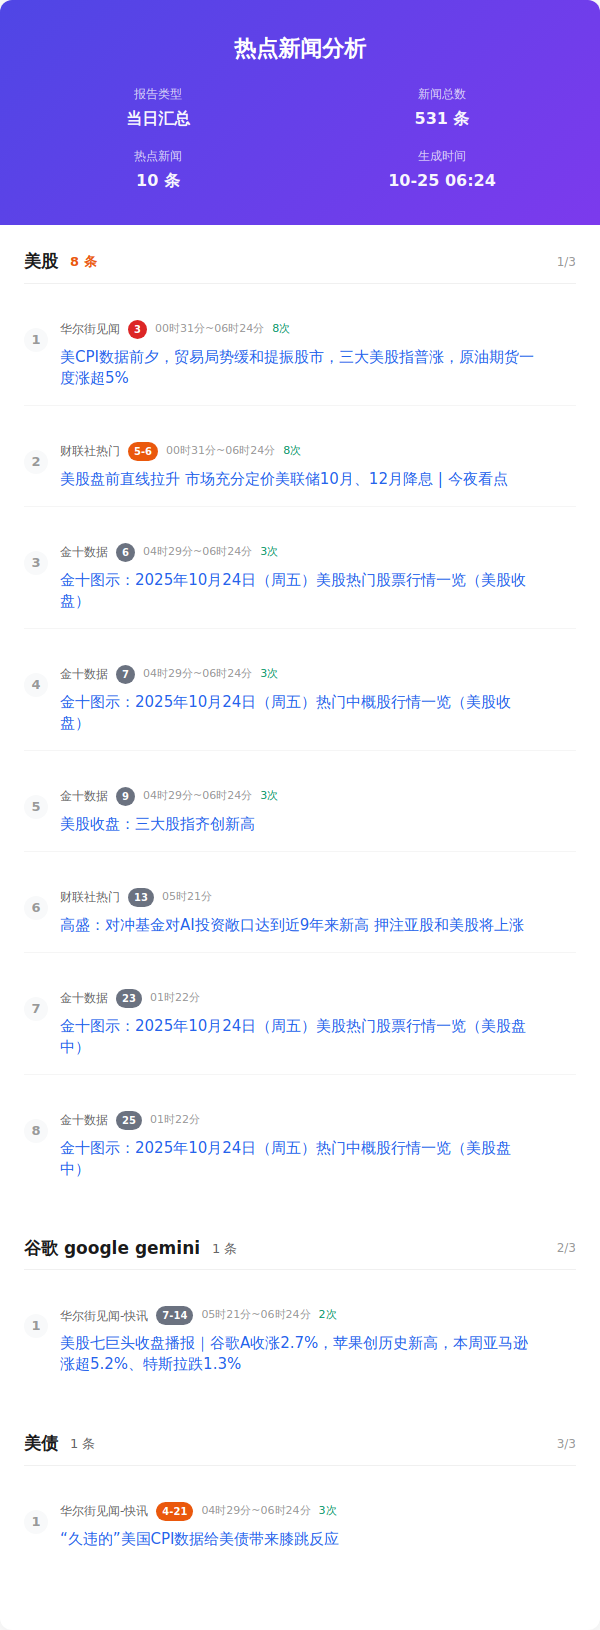 热点新闻分析
报告类型
新闻总数
当日汇总
531 条
热点新闻
生成时间
10 条
10-25 06:24
美股 8 条 1/3
1 华尔街见闻 3 00时31分~06时24分 8次
美CPI数据前夕，贸易局势缓和提振股市，三大美股指普涨，原油期货一
度涨超5%
2 财联社热门 5-6 00时31分~06时24分 8次
美股盘前直线拉升 市场充分定价美联储10月、12月降息 | 今夜看点
3 金十数据 6 04时29分~06时24分 3次
金十图示：2025年10月24日（周五）美股热门股票行情一览（美股收
盘）
4 金十数据 7 04时29分~06时24分 3次
金十图示：2025年10月24日（周五）热门中概股行情一览（美股收
盘）
5 金十数据 9 04时29分~06时24分 3次
美股收盘：三大股指齐创新高
6 财联社热门 13 05时21分
高盛：对冲基金对AI投资敞口达到近9年来新高 押注亚股和美股将上涨
7 金十数据 23 01时22分
金十图示：2025年10月24日（周五）美股热门股票行情一览（美股盘
中）
8 金十数据 25 01时22分
金十图示：2025年10月24日（周五）热门中概股行情一览（美股盘
中）
谷歌 google gemini 1 条 2/3
1 华尔街见闻-快讯 7-14 05时21分~06时24分 2次
美股七巨头收盘播报｜谷歌A收涨2.7%，苹果创历史新高，本周亚马逊
涨超5.2%、特斯拉跌1.3%
美债 1 条 3/3
1 华尔街见闻-快讯 4-21 04时29分~06时24分 3次
“久违的”美国CPI数据给美债带来膝跳反应